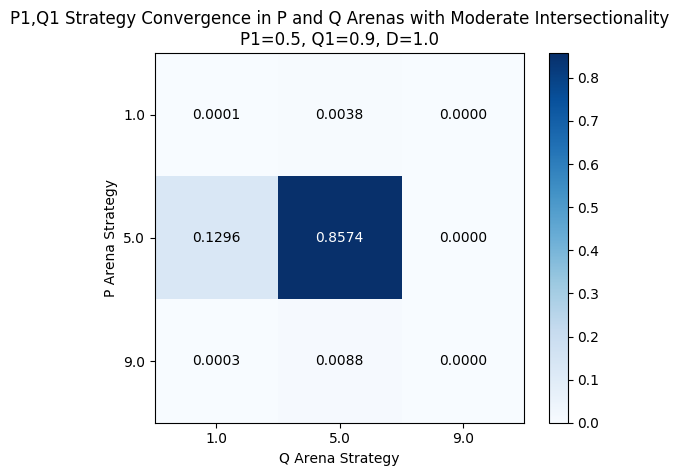 P1,Q1 Strategy Convergence in P and Q Arenas with Moderate Intersectionality
P1=0.5, Q1=0.9, D=1.0
P Arena Strategy
1.0
0.0001 0.0038 0.0000
5.0
0.1296 0.8574 0.0000
9.0
0.0003 0.0088 0.0000
1.0 5.0 9.0
Q Arena Strategy
0.8
0.7
0.6
0.5
0.4
0.3
0.2
0.1
0.0